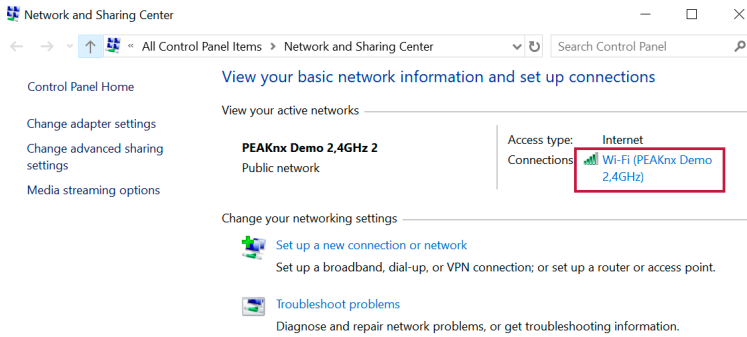 Network and Sharing Center
« All Control Panel Items > Network and Sharing Center
Search Control Panel
Control Panel Home
Change adapter settings
Change advanced sharing
settings
Media streaming options
View your basic network information and set up connections
View your active networks
PEAKnx Demo 2,4GHz 2
Public network
Access type: Internet
Connections: Wi-Fi (PEAKnx Demo
2,4GHz)
Change your networking settings
Set up a new connection or network
Set up a broadband, dial-up, or VPN connection; or set up a router or access point.
Troubleshoot problems
Diagnose and repair network problems, or get troubleshooting information.